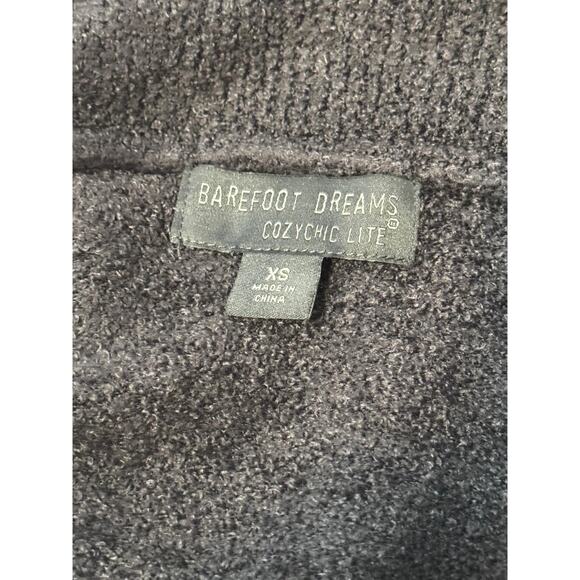 BAREFOOT DREAMS
®
COZYCHIC LITE
XS
MADE IN
CHINA